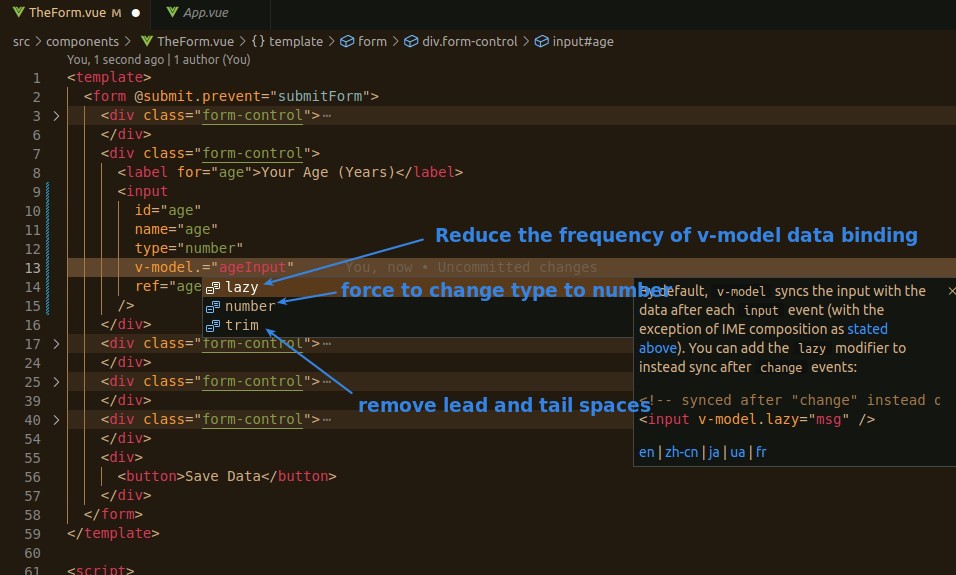 TheForm.vue M ● App.vue
src > components > TheForm.vue > {} template > form > div.form-control > input#age
You, 1 second ago | 1 author (You)
1 <template>
2 <form @submit.prevent="submitForm">
3 > <div class="form-control">⋯
6 </div>
7 <div class="form-control">
8 <label for="age">Your Age (Years)</label>
9 <input
10 id="age"
11 name="age"
12 type="number"
Reduce the frequency of v-model data binding
13 v-model.="ageInput" You, now • Uncommitted changes
14 ref="age
lazy
force to change type to number
15 />
number
16 </div>
trim
17 > <div class="form-control">⋯
24 </div>
25 > <div class="form-control">⋯
39 </div>
remove lead and tail spaces
40 > <div class="form-control">⋯
54 </div>
55 <div>
56 <button>Save Data</button>
57 </div>
58 </form>
59 </template>
60
61 <script>
default, v-model syncs the input with the
data after each input event (with the
exception of IME composition as stated
above). You can add the lazy modifier to
instead sync after change events:
<!-- synced after "change" instead
<input v-model.lazy="msg" />
en | zh-cn | ja | ua | fr